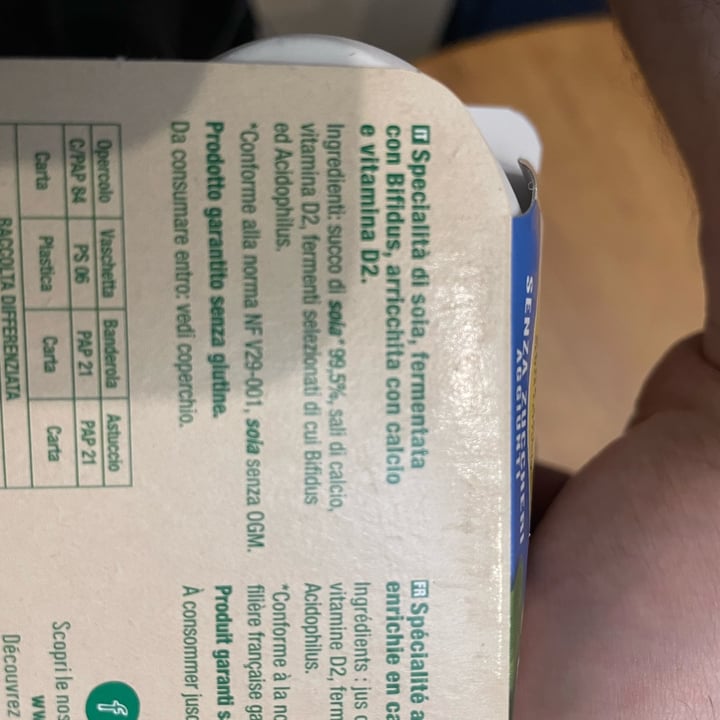 IT Specialità di soia, fermentata
con Bifidus, arricchita con calcio
e vitamina D2.
Ingredienti: succo di soia* 99,5%, sali di calcio,
vitamina D2, fermenti selezionati di cui Bifidus
ed Acidophilus.
*Conforme alla norma NF V29-001, soia senza OGM.
Prodotto garantito senza glutine.
Da consumare entro: vedi coperchio.
Opercolo Vaschetta Banderola Astuccio
C/PAP 84 PS 06 PAP 21 PAP 21
Carta Plastica Carta Carta
RACCOLTA DIFFERENZIATA
FR Spécialité a
enrichie en ca
Ingrédients : jus d
vitamine D2, ferm
Acidophilus.
*Conforme à la no
filière française ga
Produit garanti s
À consommer jusq
f
Scopri le nos
ww
Découvrez
SENZA ZUCCHERI
AGGIUNTI